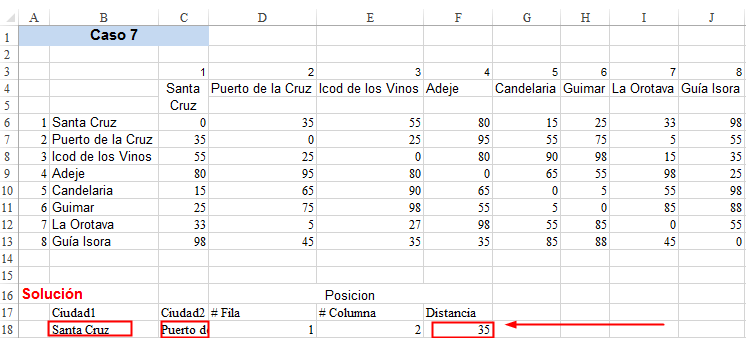 A B C D E F G H I J
1 Caso 7
2
3 1 2 3 4 5 6 7 8
4 Santa Puerto de la Cruz Icod de los Vinos Adeje Candelaria Guimar La Orotava Guía Isora
5 Cruz
6 1 Santa Cruz 0 35 55 80 15 25 33 98
7 2 Puerto de la Cruz 35 0 25 95 55 75 5 55
8 3 Icod de los Vinos 55 25 0 80 90 98 15 35
9 4 Adeje 80 95 80 0 65 55 98 25
10 5 Candelaria 15 65 90 65 0 5 55 98
11 6 Guimar 25 75 98 55 5 0 85 88
12 7 La Orotava 33 5 27 98 55 85 0 55
13 8 Guía Isora 98 45 35 35 85 88 45 0
14
15
16 Solución Posicion
17 Ciudad1 Ciudad2 # Fila # Columna Distancia
18 Santa Cruz Puerto de 1 2 35